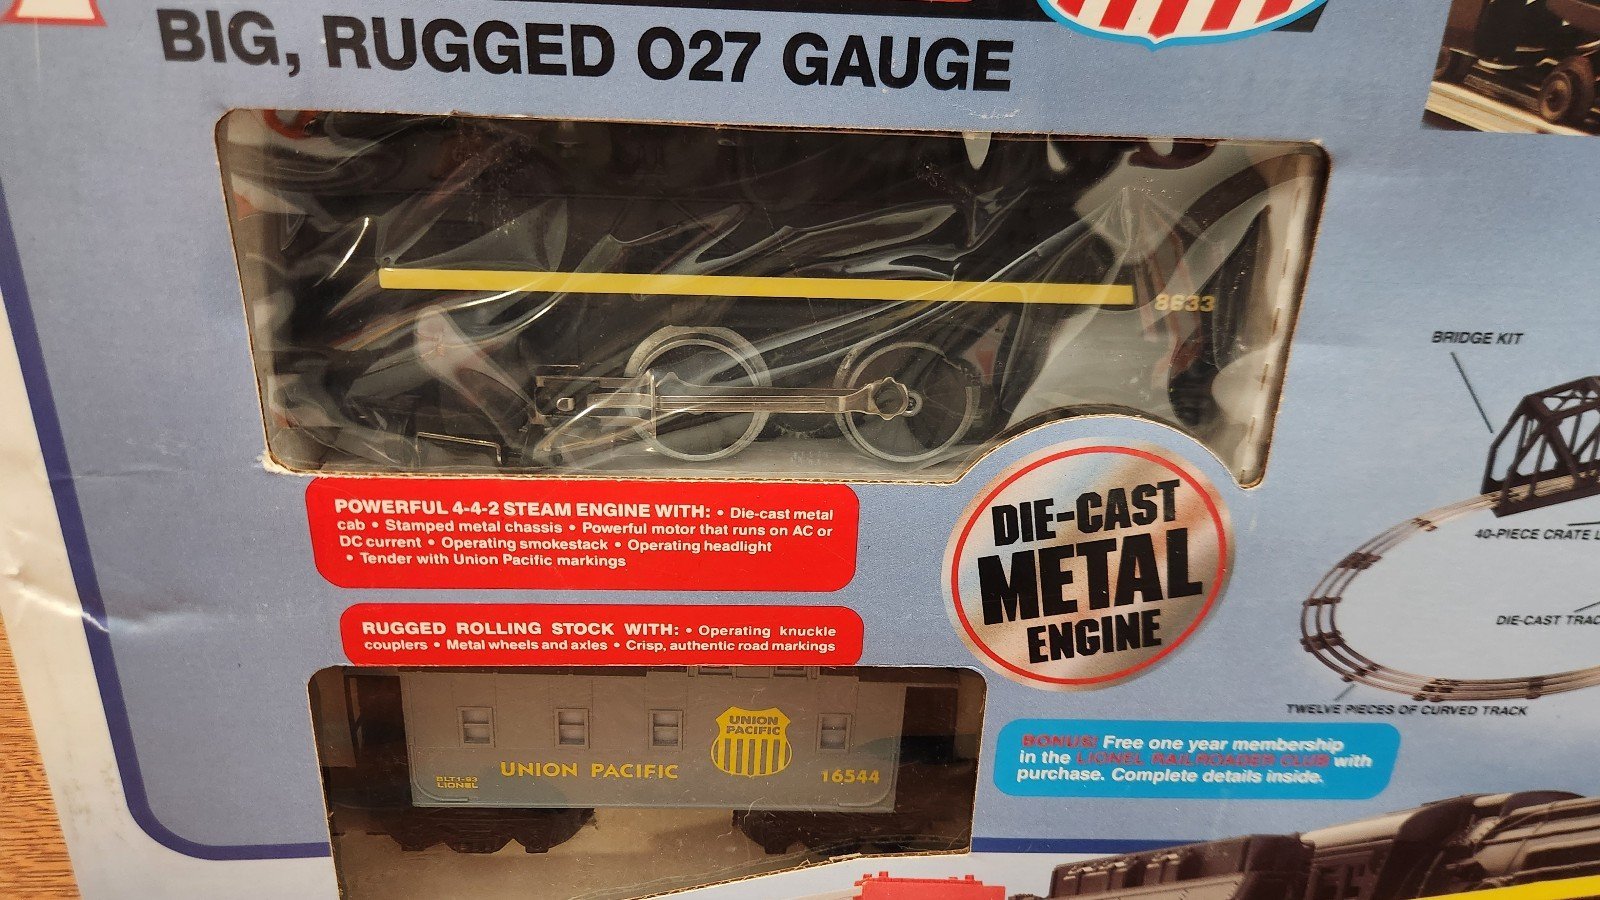 BIG, RUGGED 027 GAUGE
8633
BRIDGE KIT
POWERFUL 4-4-2 STEAM ENGINE WITH: • Die-cast metal
cab • Stamped metal chassis • Powerful motor that runs on AC or
DC current • Operating smokestack • Operating headlight
• Tender with Union Pacific markings
DIE-CAST
METAL
ENGINE
40-PIECE CRATE L
DIE-CAST TRAC
RUGGED ROLLING STOCK WITH: • Operating knuckle
couplers • Metal wheels and axles • Crisp, authentic road markings
TWELVE PIECES OF CURVED TRACK
UNION
PACIFIC
UNION PACIFIC
16544
BLT1-93
LIONEL
BONUS! Free one year membership
in the LIONEL RAILROADER CLUB with
purchase. Complete details inside.